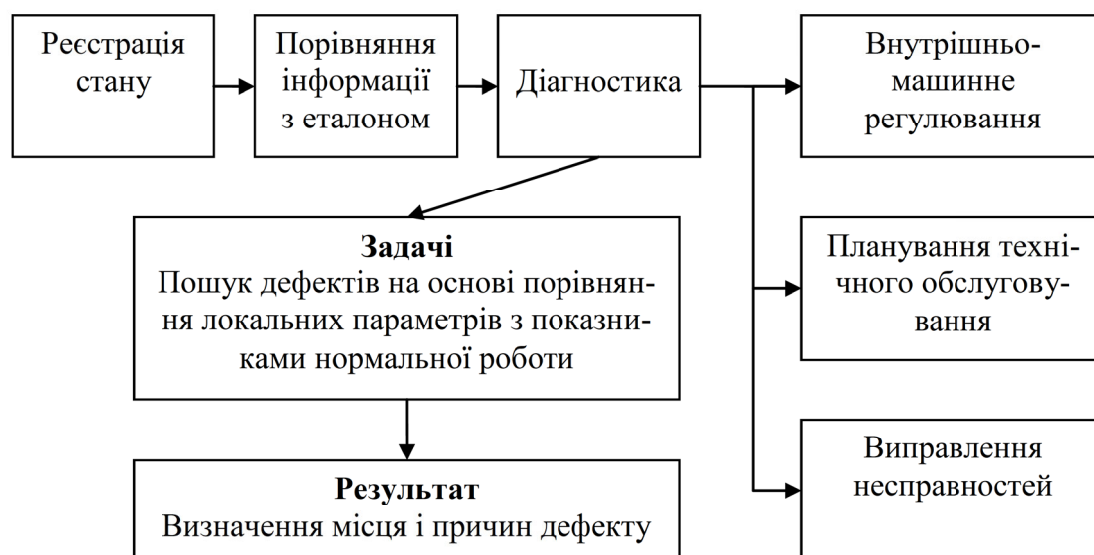 Реєстрація
стану
Порівняння
інформації
з еталоном
Діагностика
Внутрішньо-
машинне
регулювання
Задачі
Пошук дефектів на основі порівнян-
ня локальних параметрів з показни-
ками нормальної роботи
Планування техні-
чного обслугову-
вання
Результат
Визначення місця і причин дефекту
Виправлення
несправностей